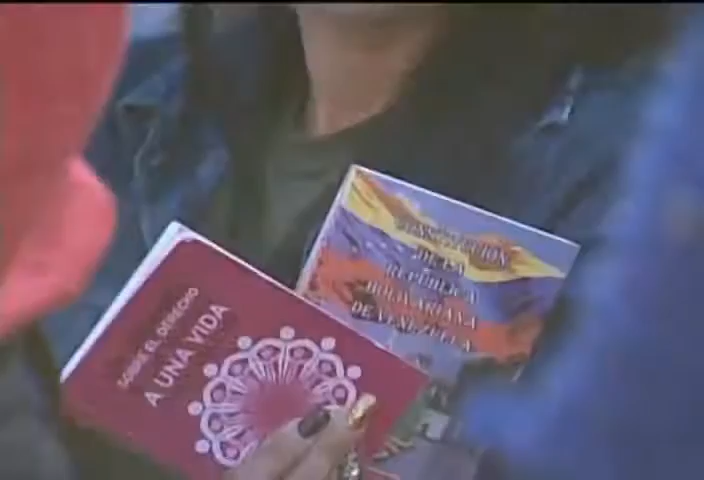 SOBRE EL DERECHO
A UNA VIDA
CONSTITUCIÓN
DE LA
REPÚBLICA
BOLIVARIANA
DE VENEZUELA